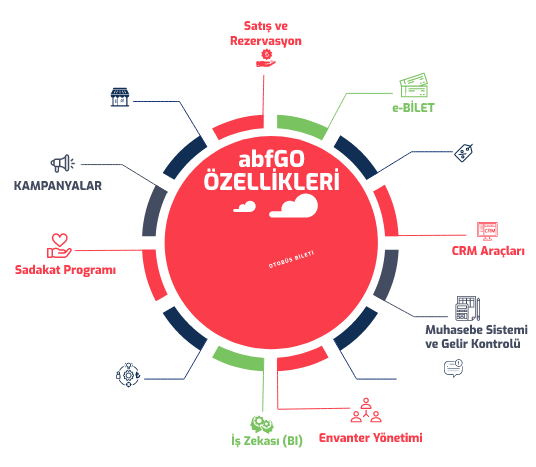 Satış ve
Rezervasyon
e-BİLET
abfGO
ÖZELLİKLERİ
KAMPANYALAR
OTOBÜS BİLETİ
CRM
CRM Araçları
Sadakat Programı
Muhasebe Sistemi
ve Gelir Kontrolü
İş Zekası (BI)
Envanter Yönetimi